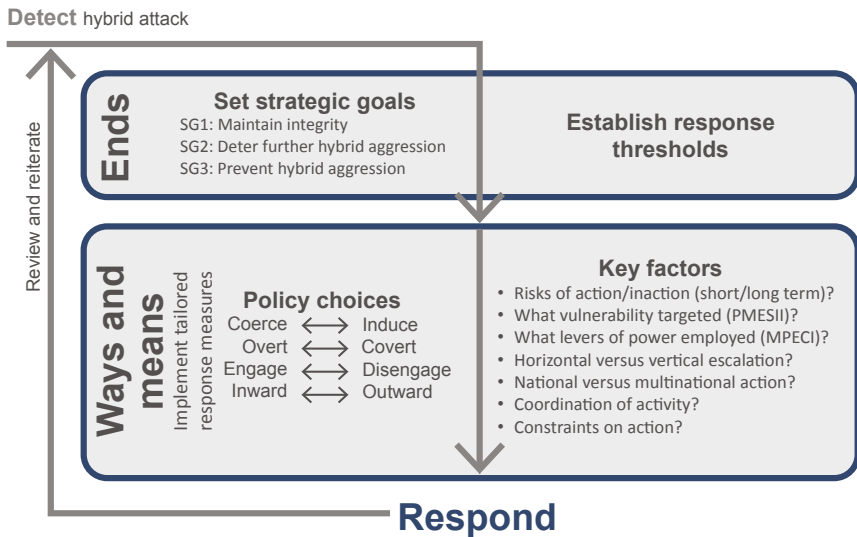 Detect hybrid attack
Review and reiterate
Ends
Set strategic goals
SG1: Maintain integrity
SG2: Deter further hybrid aggression
SG3: Prevent hybrid aggression
Establish response
thresholds
Ways and
means
Implement tailored
response measures
Policy choices
Coerce Induce
Overt Covert
Engage Disengage
Inward Outward
Key factors
• Risks of action/inaction (short/long term)?
• What vulnerability targeted (PMESII)?
• What levers of power employed (MPECI)?
• Horizontal versus vertical escalation?
• National versus multinational action?
• Coordination of activity?
• Constraints on action?
Respond